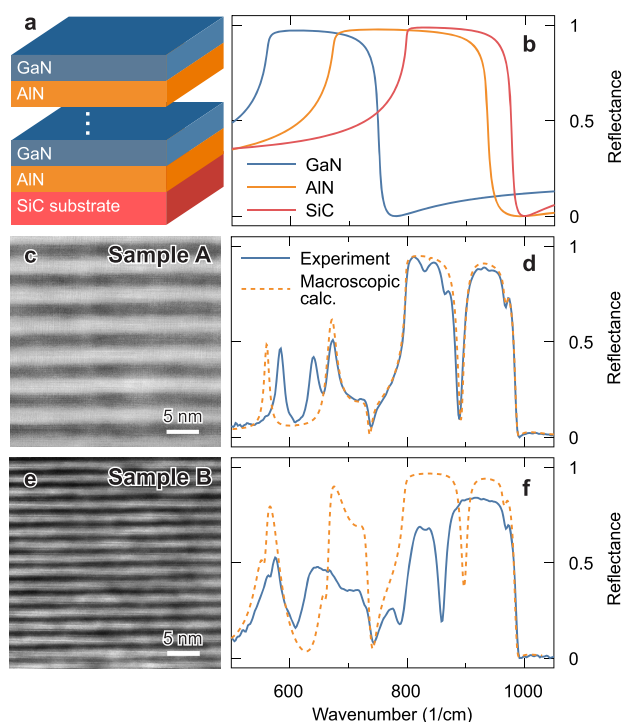 a
GaN
AlN
GaN
AlN
SiC substrate
b
GaN
AlN
SiC
1
0.5
0
Reflectance
c
Sample A
5 nm
d
Experiment
Macroscopic
calc.
1
0.5
0
Reflectance
e
Sample B
5 nm
f
1
0.5
0
Reflectance
600
800
1000
Wavenumber (1/cm)